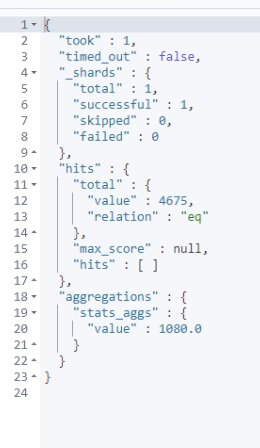 1 {
2 "took" : 1,
3 "timed_out" : false,
4 "_shards" : {
5 "total" : 1,
6 "successful" : 1,
7 "skipped" : 0,
8 "failed" : 0
9 },
10 "hits" : {
11 "total" : {
12 "value" : 4675,
13 "relation" : "eq"
14 },
15 "max_score" : null,
16 "hits" : [ ]
17 },
18 "aggregations" : {
19 "stats_aggs" : {
20 "value" : 1080.0
21 }
22 }
23 }
24